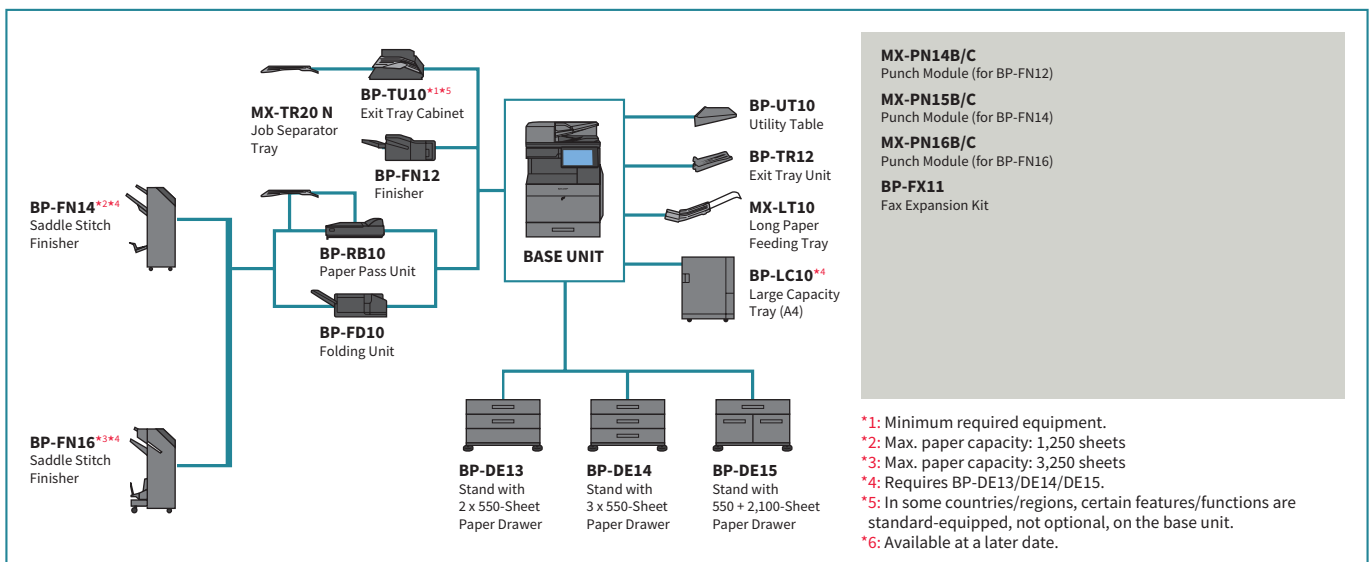 MX-TR20 N
Job Separator
Tray
BP-TU10*1*5
Exit Tray Cabinet
BP-FN12
Finisher
BP-FN14*2*4
Saddle Stitch
Finisher
BP-RB10
Paper Pass Unit
BP-FD10
Folding Unit
BP-FN16*3*4
Saddle Stitch
Finisher
BASE UNIT
BP-UT10
Utility Table
BP-TR12
Exit Tray Unit
MX-LT10
Long Paper
Feeding Tray
BP-LC10*4
Large Capacity
Tray (A4)
BP-DE13
Stand with
2 x 550-Sheet
Paper Drawer
BP-DE14
Stand with
3 x 550-Sheet
Paper Drawer
BP-DE15
Stand with
550 + 2,100-Sheet
Paper Drawer
MX-PN14B/C
Punch Module (for BP-FN12)
MX-PN15B/C
Punch Module (for BP-FN14)
MX-PN16B/C
Punch Module (for BP-FN16)
BP-FX11
Fax Expansion Kit
*1: Minimum required equipment.
*2: Max. paper capacity: 1,250 sheets
*3: Max. paper capacity: 3,250 sheets
*4: Requires BP-DE13/DE14/DE15.
*5: In some countries/regions, certain features/functions are
standard-equipped, not optional, on the base unit.
*6: Available at a later date.